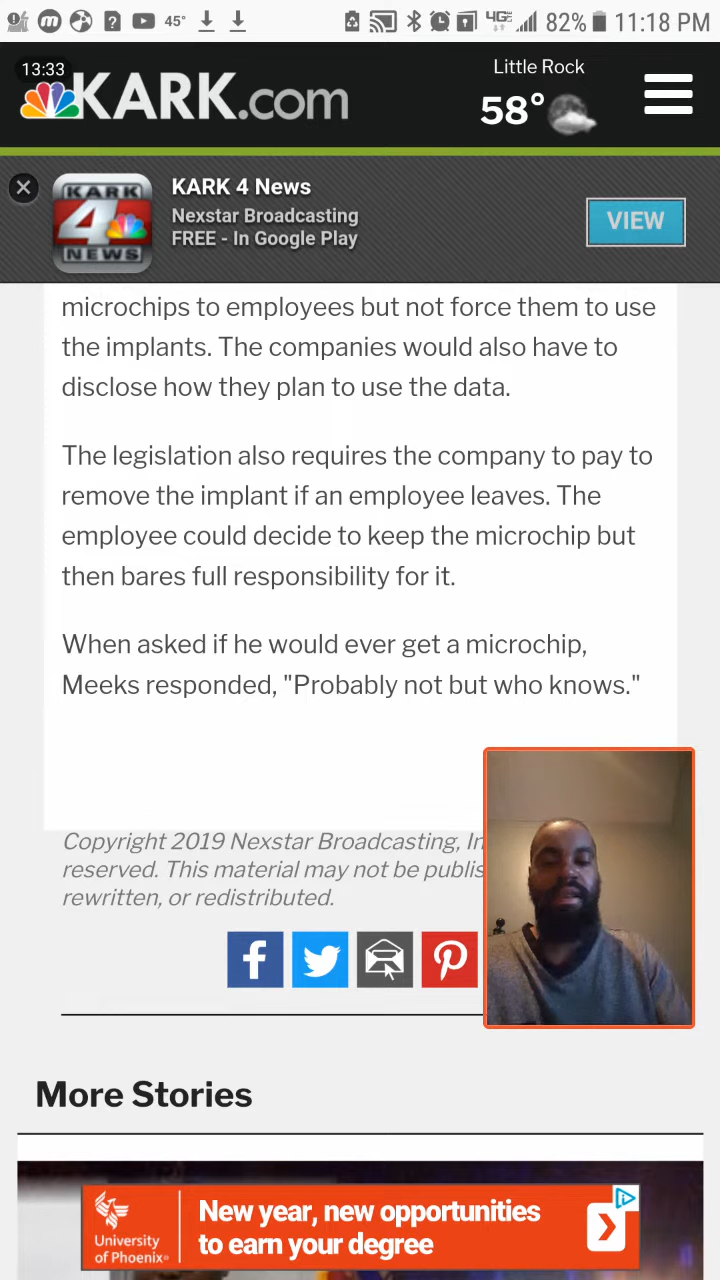 45°
4G
82%
11:18 PM
13:33
KARK.com
Little Rock
58°
KARK
4
NEWS
KARK 4 News
Nexstar Broadcasting
FREE - In Google Play
VIEW
microchips to employees but not force them to use
the implants. The companies would also have to
disclose how they plan to use the data.
The legislation also requires the company to pay to
remove the implant if an employee leaves. The
employee could decide to keep the microchip but
then bares full responsibility for it.
When asked if he would ever get a microchip,
Meeks responded, "Probably not but who knows."
Copyright 2019 Nexstar Broadcasting, In
reserved. This material may not be publis
rewritten, or redistributed.
More Stories
University
of Phoenix®
New year, new opportunities
to earn your degree